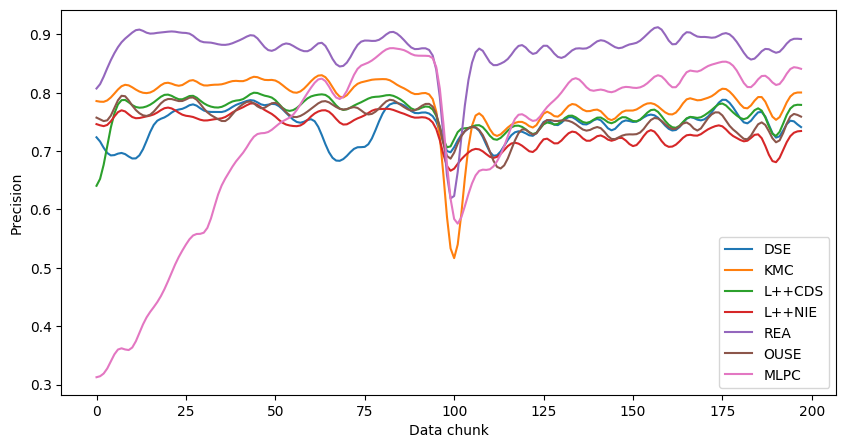 0.9
0.8
0.7
0.6
0.5
0.4
0.3
Precision
DSE
KMC
L++CDS
L++NIE
REA
OUSE
MLPC
0 25 50 75 100 125 150 175 200
Data chunk